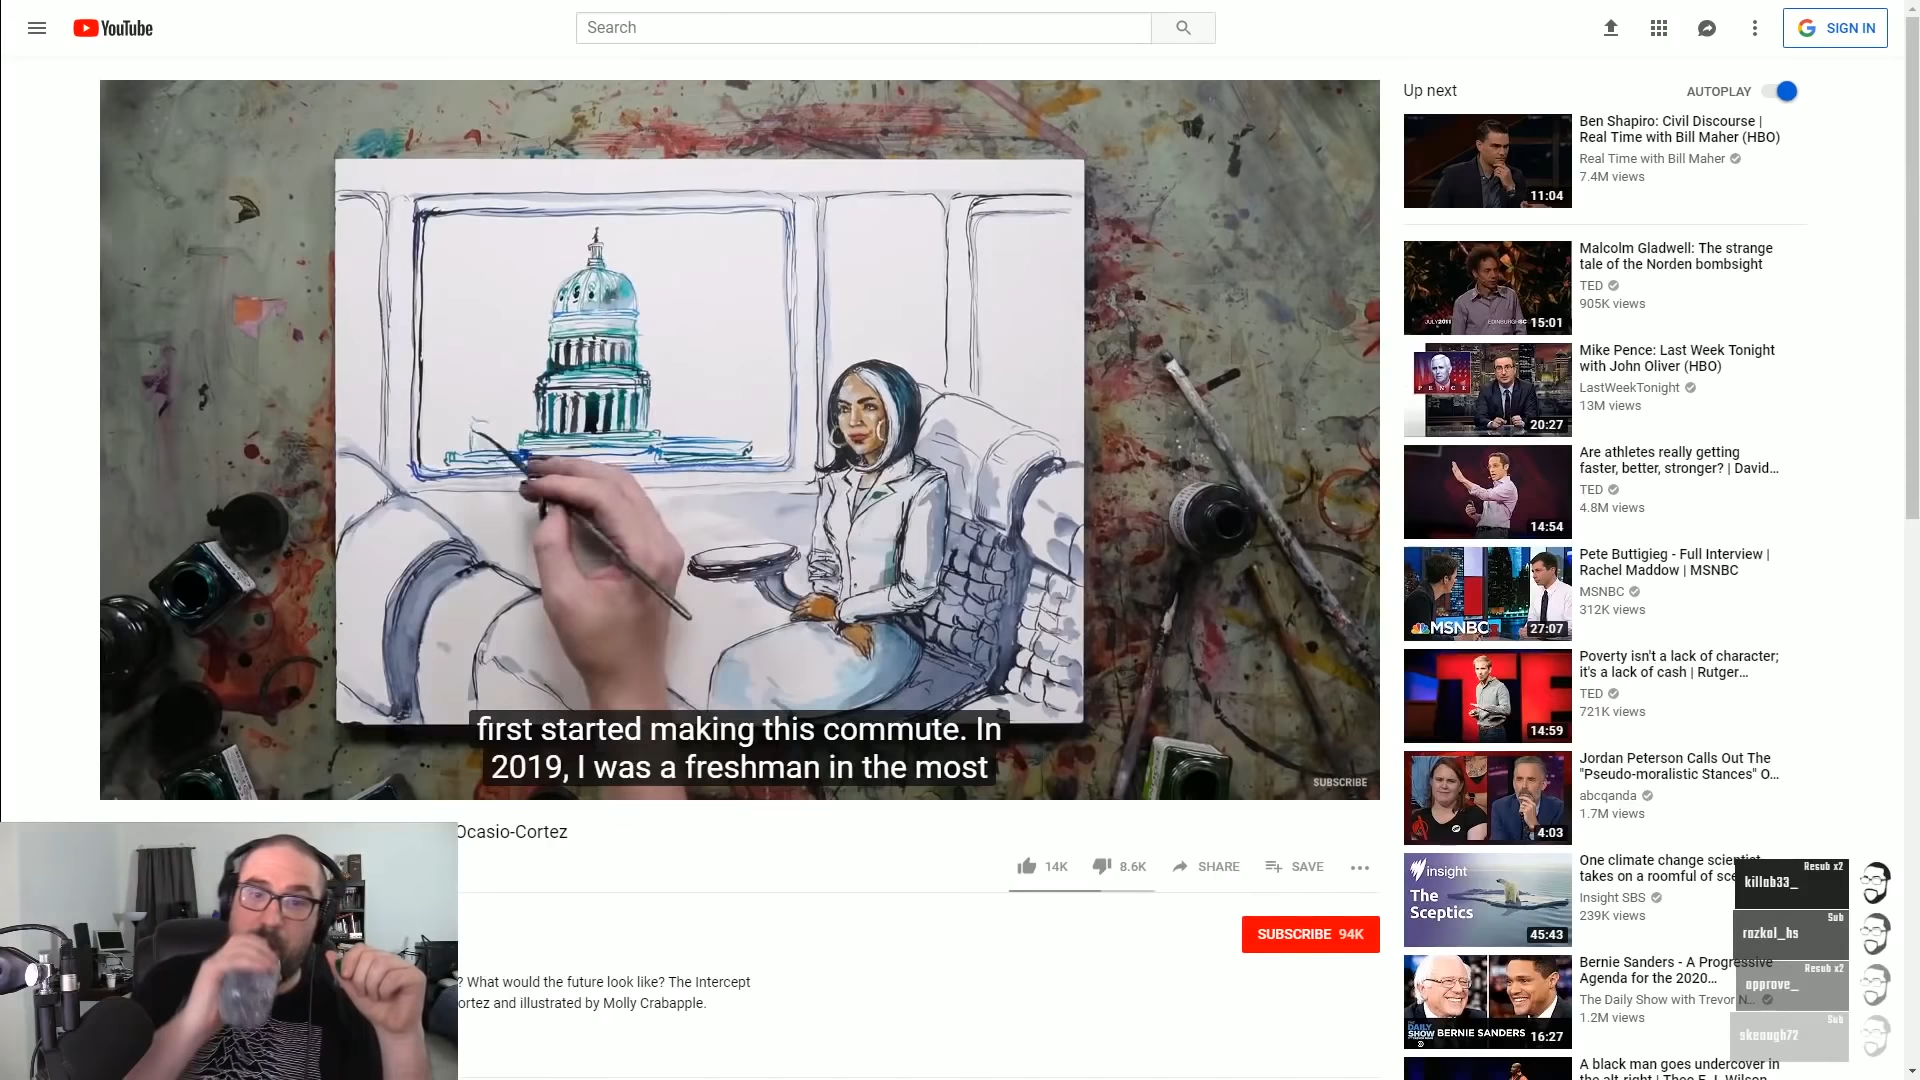 YouTube
Search
SIGN IN
first started making this commute. In
2019, I was a freshman in the most
SUBSCRIBE
Ocasio-Cortez
14K
8.6K
SHARE
SAVE
SUBSCRIBE 94K
? What would the future look like? The Intercept
ortez and illustrated by Molly Crabapple.
Up next
AUTOPLAY
11:04
Ben Shapiro: Civil Discourse |
Real Time with Bill Maher (HBO)
Real Time with Bill Maher
7.4M views
15:01
Malcolm Gladwell: The strange
tale of the Norden bombsight
TED
905K views
PENCE
20:27
Mike Pence: Last Week Tonight
with John Oliver (HBO)
LastWeekTonight
13M views
14:54
Are athletes really getting
faster, better, stronger? | David...
TED
4.8M views
MSNBC
27:07
Pete Buttigieg - Full Interview |
Rachel Maddow | MSNBC
MSNBC
312K views
14:59
Poverty isn't a lack of character;
it's a lack of cash | Rutger...
TED
721K views
4:03
Jordan Peterson Calls Out The
"Pseudo-moralistic Stances" O...
abcqanda
1.7M views
insight
The
Sceptics
45:43
One climate change scientist
takes on a roomful of sce
Insight SBS
239K views
THE
DAILY
SHOW
BERNIE SANDERS
16:27
Bernie Sanders - A Progressive
Agenda for the 2020...
The Daily Show with Trevor N...
1.2M views
A black man goes undercover in
Resub x2
killab33_
Sub
razkal_hs
Resub x2
approve_
Sub
skeough72